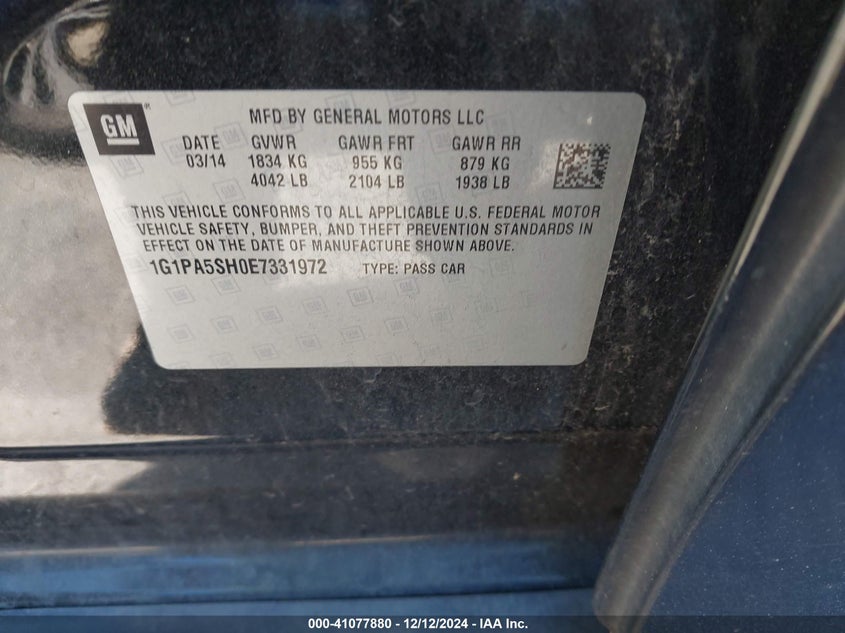 GM ®
MFD BY GENERAL MOTORS LLC
DATE GVWR GAWR FRT GAWR RR
03/14 1834 KG 955 KG 879 KG
4042 LB 2104 LB 1938 LB
THIS VEHICLE CONFORMS TO ALL APPLICABLE U.S. FEDERAL MOTOR
VEHICLE SAFETY, BUMPER, AND THEFT PREVENTION STANDARDS IN
EFFECT ON THE DATE OF MANUFACTURE SHOWN ABOVE.
1G1PA5SH0E7331972 TYPE: PASS CAR
000-41077880 - 12/12/2024 - IAA Inc.